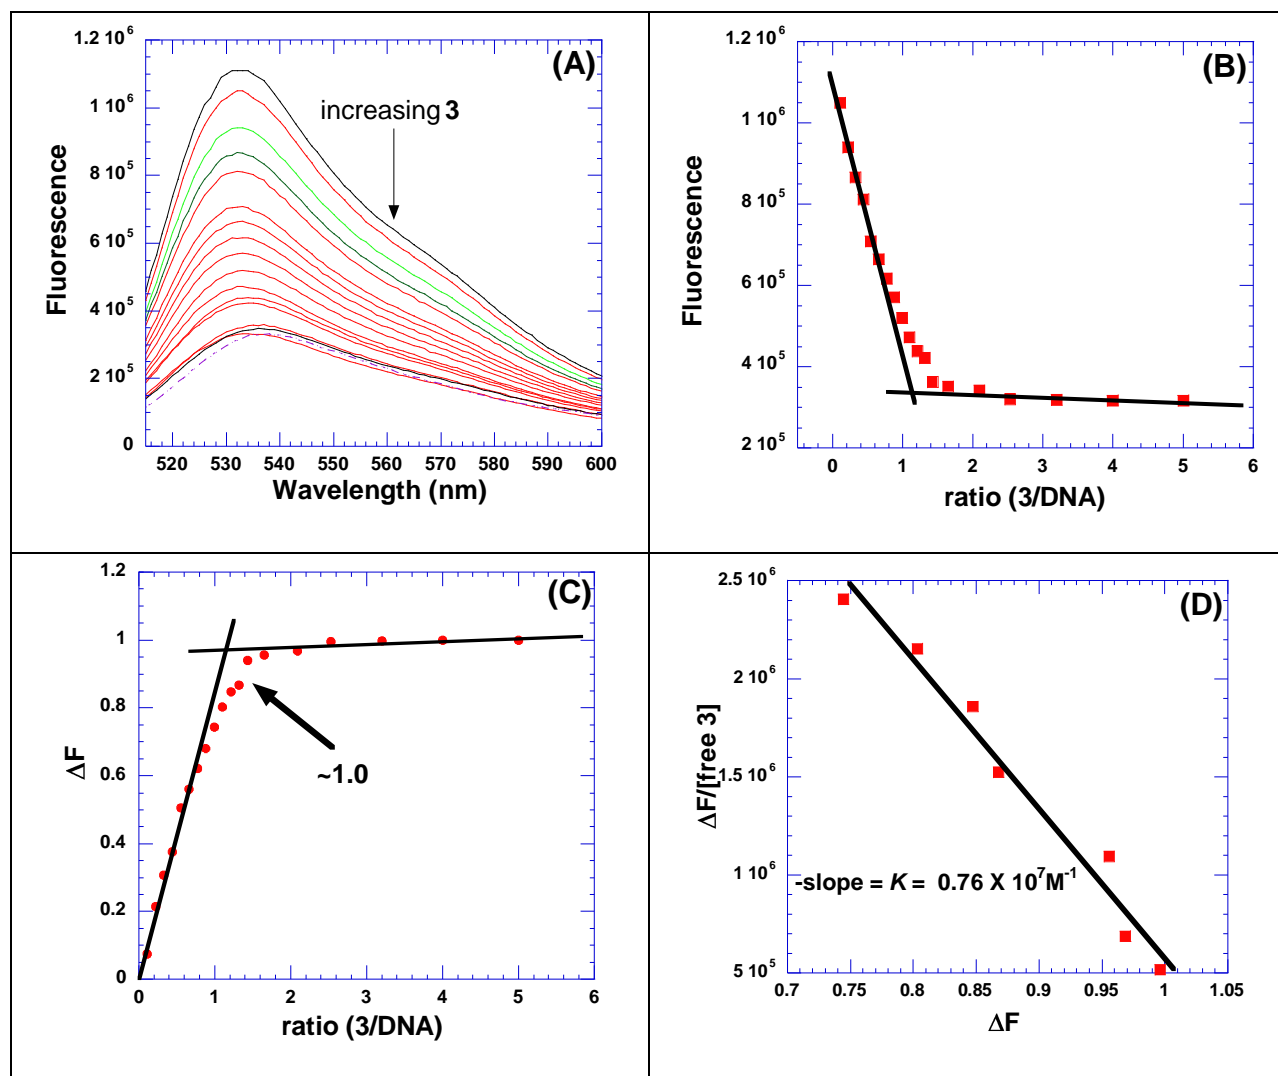 (A)
increasing 3
Fluorescence
1.2 10^6
1 10^6
8 10^5
6 10^5
4 10^5
2 10^5
0
520 530 540 550 560 570 580 590 600
Wavelength (nm)
(B)
Fluorescence
1.2 10^6
1 10^6
8 10^5
6 10^5
4 10^5
2 10^5
0 1 2 3 4 5 6
ratio (3/DNA)
(C)
ΔF
1.2
1
0.8
0.6
0.4
0.2
0
~1.0
0 1 2 3 4 5 6
ratio (3/DNA)
(D)
ΔF/[free 3]
2.5 10^6
2 10^6
1.5 10^6
1 10^6
5 10^5
-slope = K = 0.76 X 10^7M^-1
0.7 0.75 0.8 0.85 0.9 0.95 1 1.05
ΔF